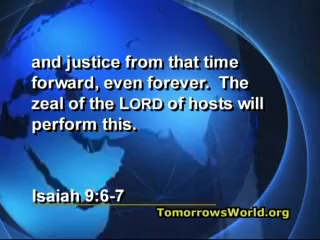 and justice from that time
forward, even forever. The
zeal of the LORD of hosts will
perform this.
Isaiah 9:6-7
TomorrowsWorld.org